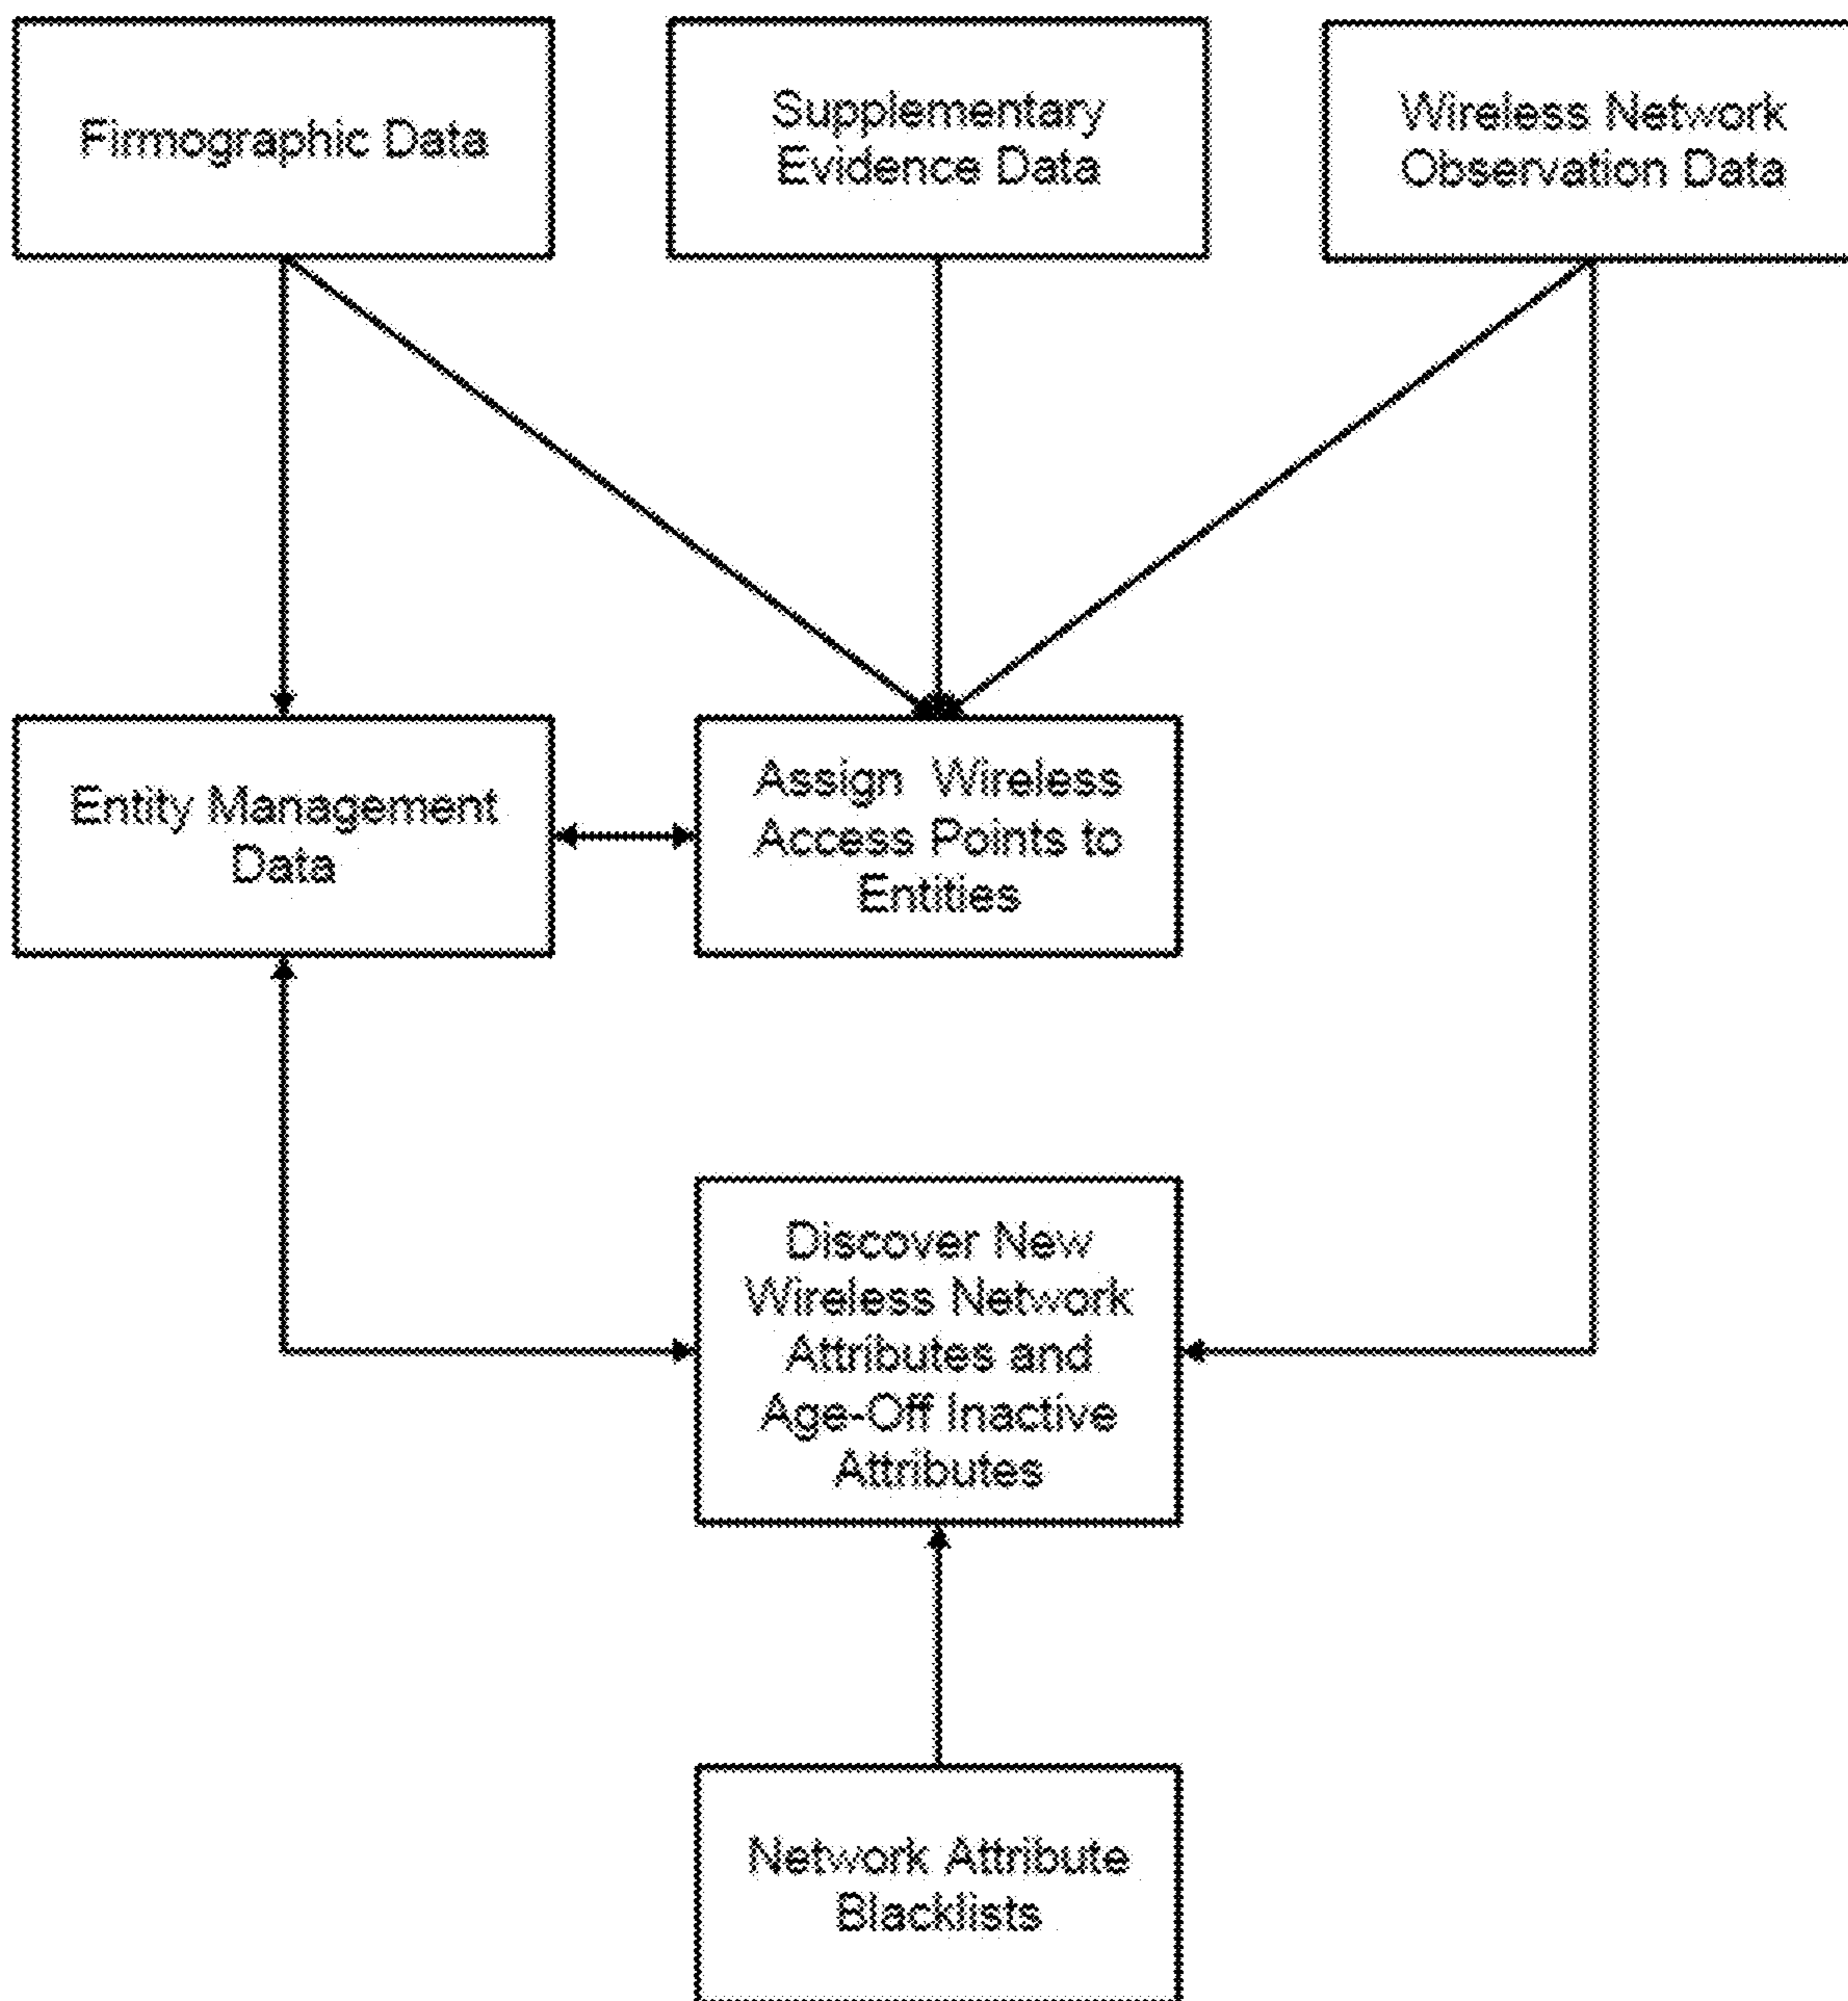 Firmographic Data
Supplementary
Evidence Data
Wireless Network
Observation Data
Entity Management
Data
Assign Wireless
Access Points to
Entities
Discover New
Wireless Network
Attributes and
Age-Off Inactive
Attributes
Network Attribute
Blacklists